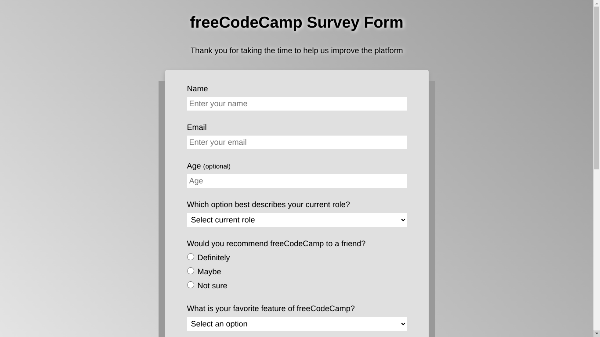 freeCodeCamp Survey Form
Thank you for taking the time to help us improve the platform
Name
Enter your name
Email
Enter your email
Age (optional)
Age
Which option best describes your current role?
Select current role
Would you recommend freeCodeCamp to a friend?
Definitely
Maybe
Not sure
What is your favorite feature of freeCodeCamp?
Select an option